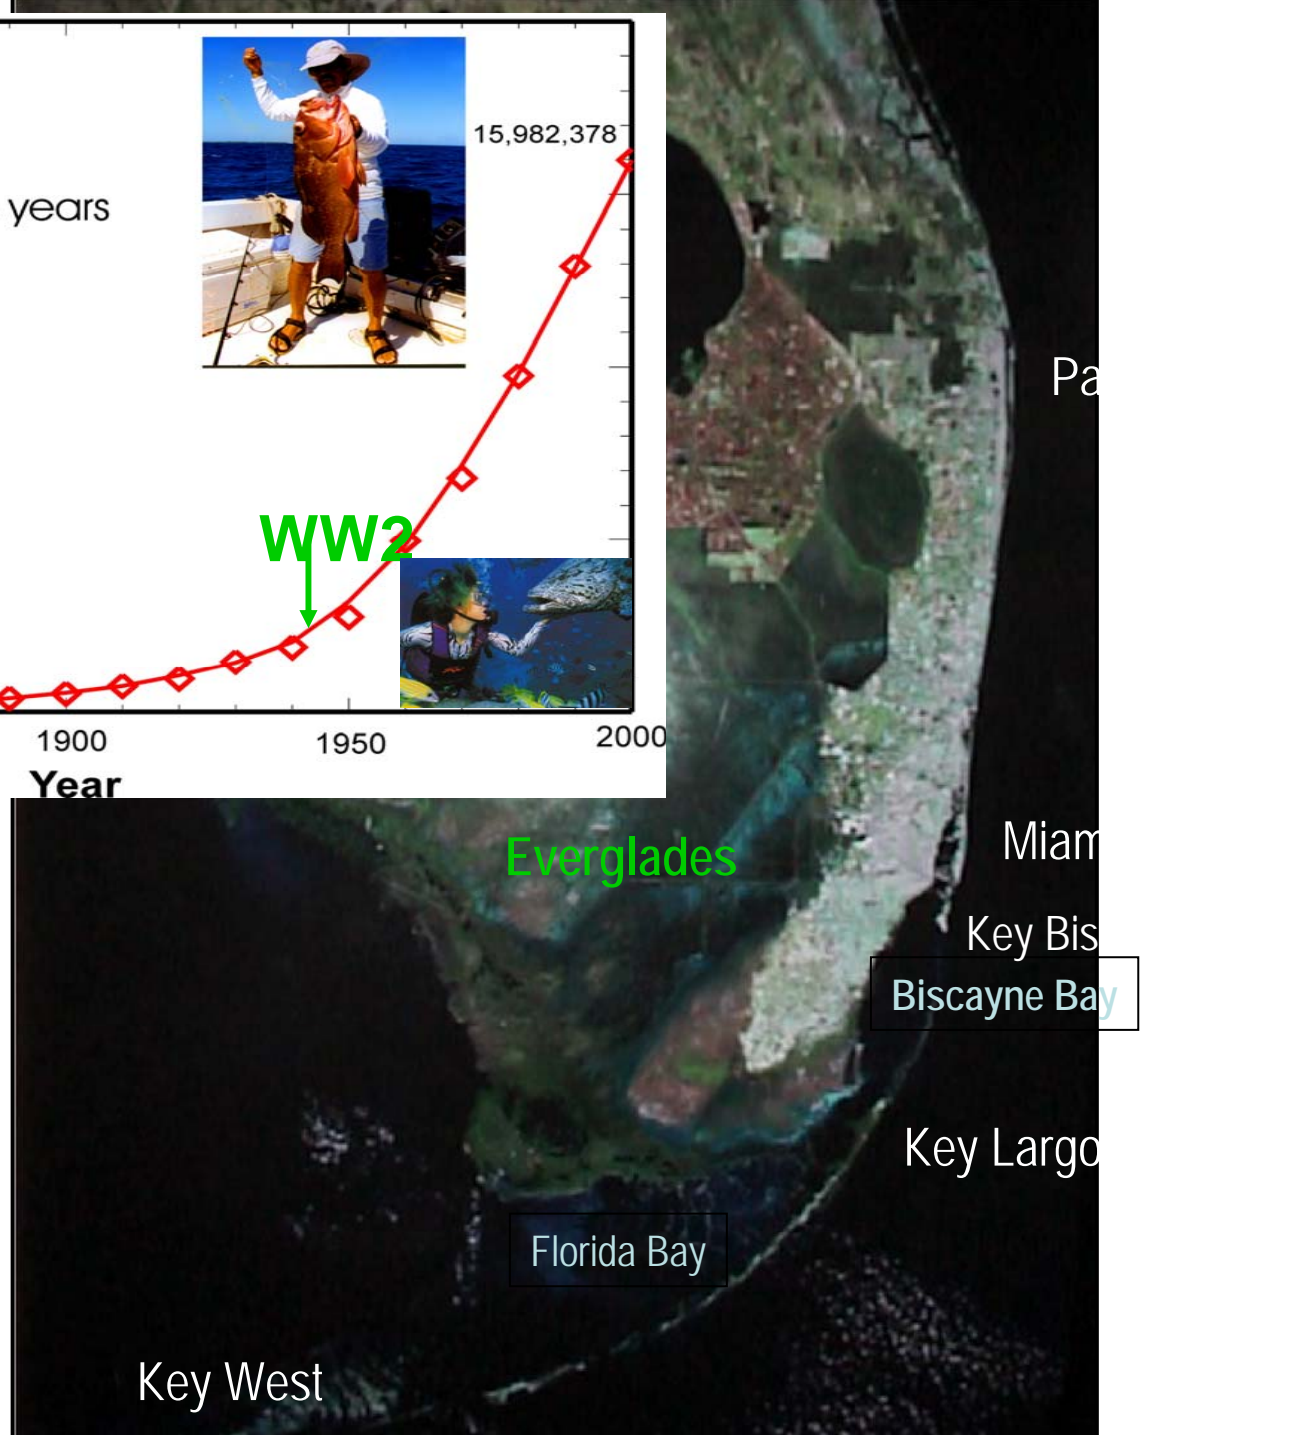 15,982,378
years
WW2
1900 1950 2000
Year
Pa
Everglades
Miam
Key Bis
Biscayne Bay
Key Largo
Florida Bay
Key West